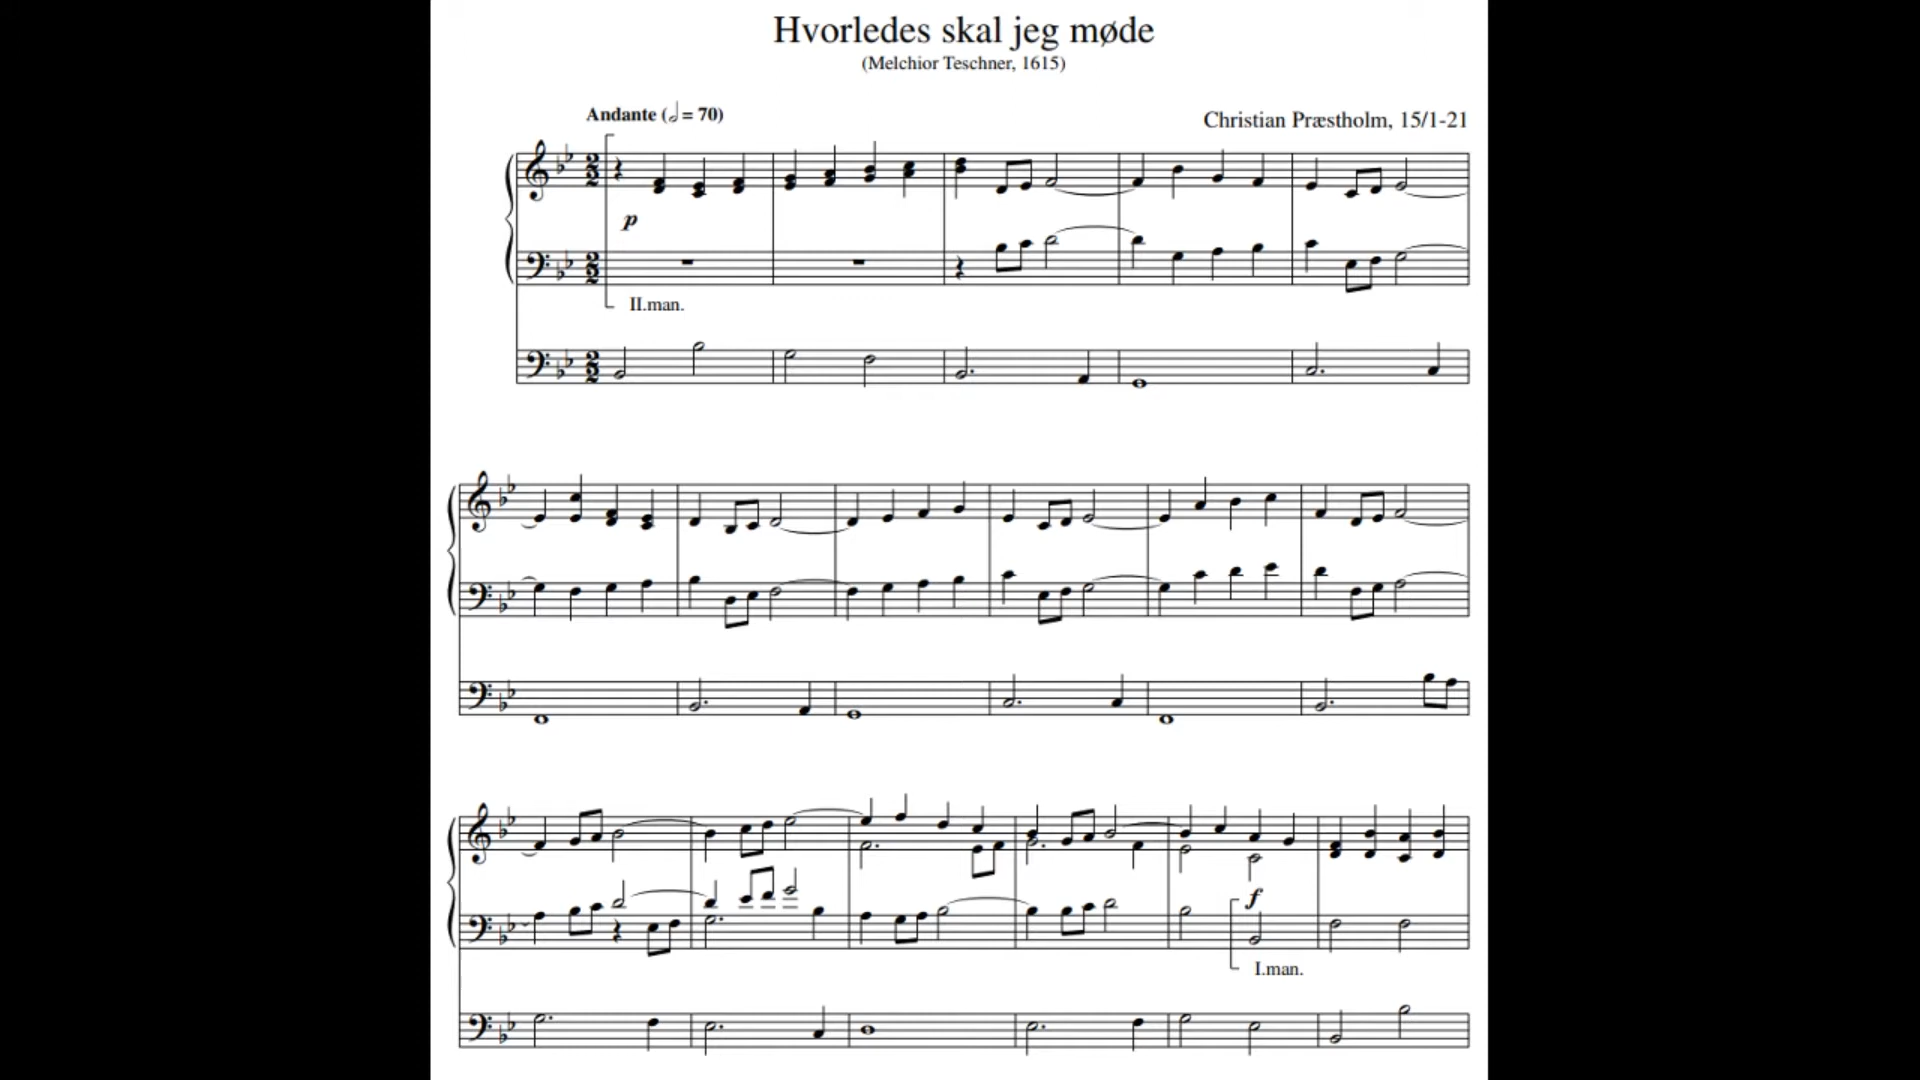 Hvorledes skal jeg møde
(Melchior Teschner, 1615)
Andante (𝅗𝅥 = 70)
Christian Præstholm, 15/1-21
p
II.man.
f
I.man.